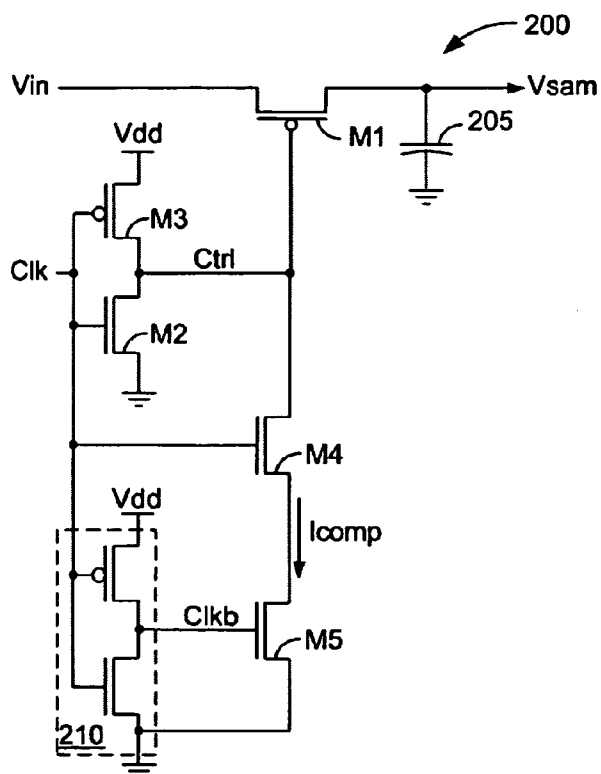 200
Vin
Vsam
205
M1
Vdd
M3
Ctrl
Clk
M2
M4
Vdd
Icomp
Clkb
M5
210